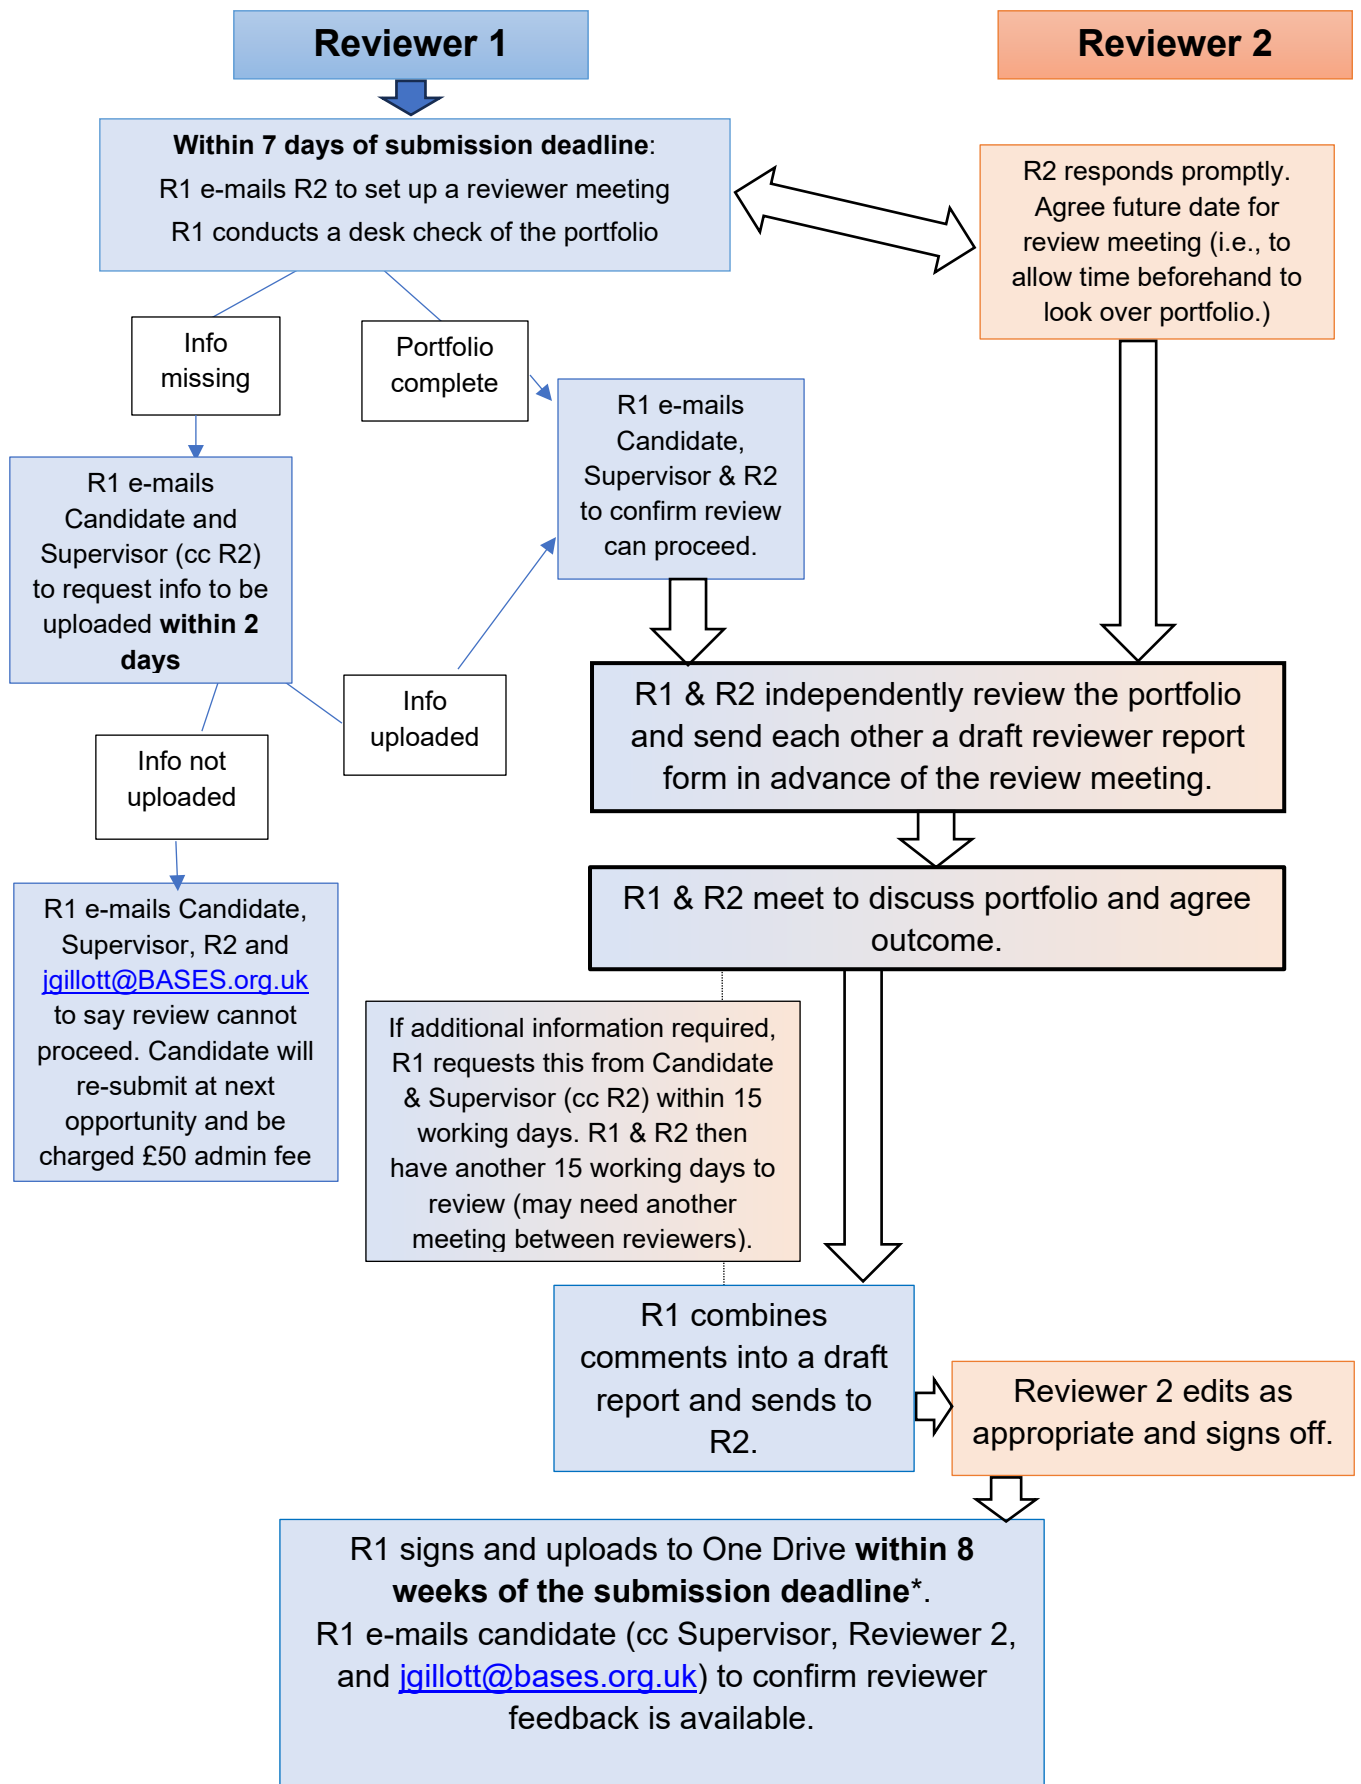 Reviewer 1
Reviewer 2
Within 7 days of submission deadline:
R1 e-mails R2 to set up a reviewer meeting
R1 conducts a desk check of the portfolio
R2 responds promptly.
Agree future date for
review meeting (i.e., to
allow time beforehand to
look over portfolio.)
Info
missing
Portfolio
complete
R1 e-mails
Candidate,
Supervisor & R2
to confirm review
can proceed.
R1 e-mails
Candidate and
Supervisor (cc R2)
to request info to be
uploaded within 2
days
Info
uploaded
Info not
uploaded
R1 & R2 independently review the portfolio
and send each other a draft reviewer report
form in advance of the review meeting.
R1 & R2 meet to discuss portfolio and agree
outcome.
R1 e-mails Candidate,
Supervisor, R2 and
jgillott@BASES.org.uk
to say review cannot
proceed. Candidate will
re-submit at next
opportunity and be
charged £50 admin fee
If additional information required,
R1 requests this from Candidate
& Supervisor (cc R2) within 15
working days. R1 & R2 then
have another 15 working days to
review (may need another
meeting between reviewers).
R1 combines
comments into a draft
report and sends to
R2.
Reviewer 2 edits as
appropriate and signs off.
R1 signs and uploads to One Drive within 8
weeks of the submission deadline*.
R1 e-mails candidate (cc Supervisor, Reviewer 2,
and jgillott@bases.org.uk) to confirm reviewer
feedback is available.